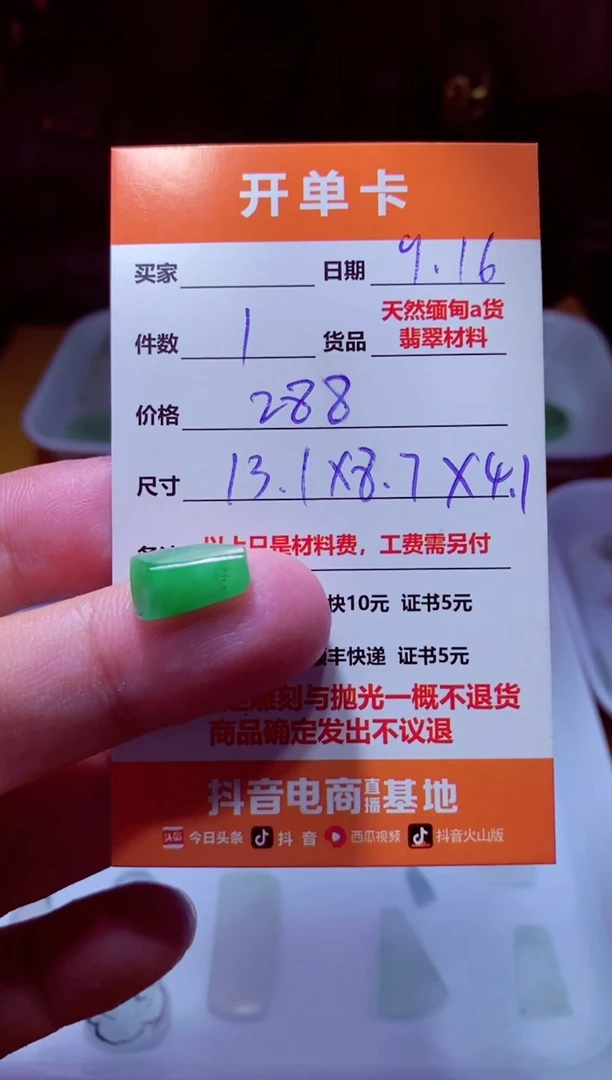 开单卡
买家 日期 9.16
件数 1 货品 天然缅甸a货
翡翠材料
价格 288
尺寸 13.1X8.7X4.1
是材料费，工费需另付
快10元 证书5元
丰快递 证书5元
雕刻与抛光一概不退货
商品确定发出不议退
抖音电商直播基地
头条 今日头条 抖音 西瓜视频 抖音火山版